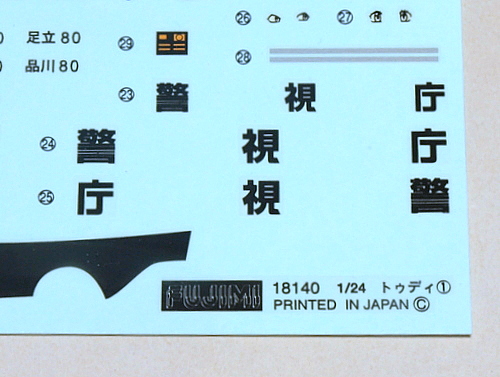 ㉖ ㉗
足立 80 ㉙
品川 80 ㉘
㉓ 警 視 庁
㉔ 警 視 庁
㉕ 庁 視 警
FUJIMI 18140 1/24 トゥディ①
PRINTED IN JAPAN Ⓒ